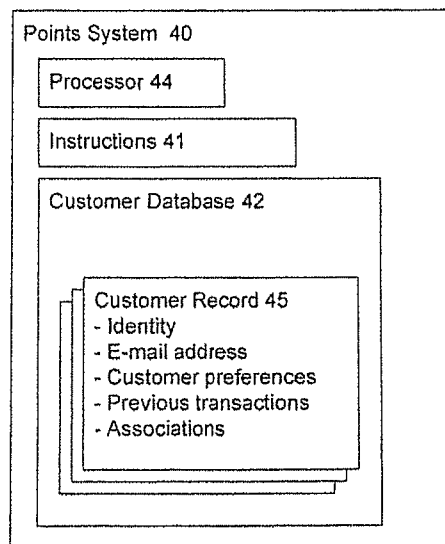 Points System 40
Processor 44
Instructions 41
Customer Database 42
Customer Record 45
- Identity
- E-mail address
- Customer preferences
- Previous transactions
- Associations